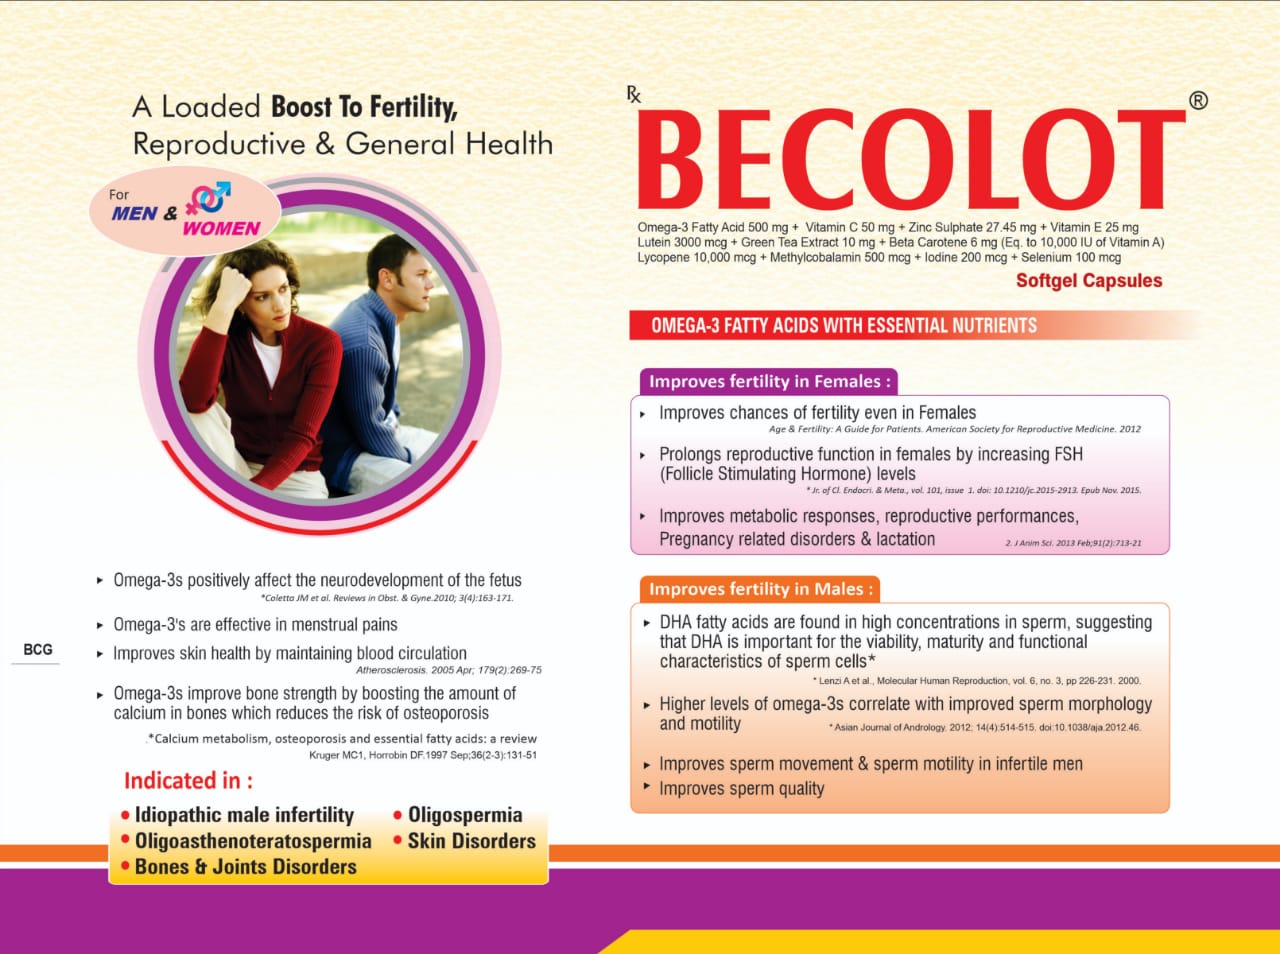 A Loaded Boost To Fertility,
Reproductive & General Health
For
MEN &
WOMEN
▸ Omega-3s positively affect the neurodevelopment of the fetus
*Coletta JM et al. Reviews in Obst. & Gyne.2010; 3(4):163-171.
▸ Omega-3's are effective in menstrual pains
▸ Improves skin health by maintaining blood circulation
Atherosclerosis. 2005 Apr; 179(2):269-75
▸ Omega-3s improve bone strength by boosting the amount of
calcium in bones which reduces the risk of osteoporosis
.*Calcium metabolism, osteoporosis and essential fatty acids: a review
Kruger MC1, Horrobin DF.1997 Sep;36(2-3):131-51
BCG
Indicated in :
• Idiopathic male infertility • Oligospermia
• Oligoasthenoteratospermia • Skin Disorders
• Bones & Joints Disorders
℞
BECOLOT®
Omega-3 Fatty Acid 500 mg + Vitamin C 50 mg + Zinc Sulphate 27.45 mg + Vitamin E 25 mg
Lutein 3000 mcg + Green Tea Extract 10 mg + Beta Carotene 6 mg (Eq. to 10,000 IU of Vitamin A)
Lycopene 10,000 mcg + Methylcobalamin 500 mcg + Iodine 200 mcg + Selenium 100 mcg
Softgel Capsules
OMEGA-3 FATTY ACIDS WITH ESSENTIAL NUTRIENTS
Improves fertility in Females :
▸ Improves chances of fertility even in Females
Age & Fertility: A Guide for Patients. American Society for Reproductive Medicine. 2012
▸ Prolongs reproductive function in females by increasing FSH
(Follicle Stimulating Hormone) levels
* Jr. of Cl. Endocri. & Meta., vol. 101, issue 1. doi: 10.1210/jc.2015-2913. Epub Nov. 2015.
▸ Improves metabolic responses, reproductive performances,
Pregnancy related disorders & lactation
2. J Anim Sci. 2013 Feb;91(2):713-21
Improves fertility in Males :
▸ DHA fatty acids are found in high concentrations in sperm, suggesting
that DHA is important for the viability, maturity and functional
characteristics of sperm cells*
* Lenzi A et al., Molecular Human Reproduction, vol. 6, no. 3, pp 226-231. 2000.
▸ Higher levels of omega-3s correlate with improved sperm morphology
and motility
* Asian Journal of Andrology. 2012; 14(4):514-515. doi:10.1038/aja.2012.46.
▸ Improves sperm movement & sperm motility in infertile men
▸ Improves sperm quality